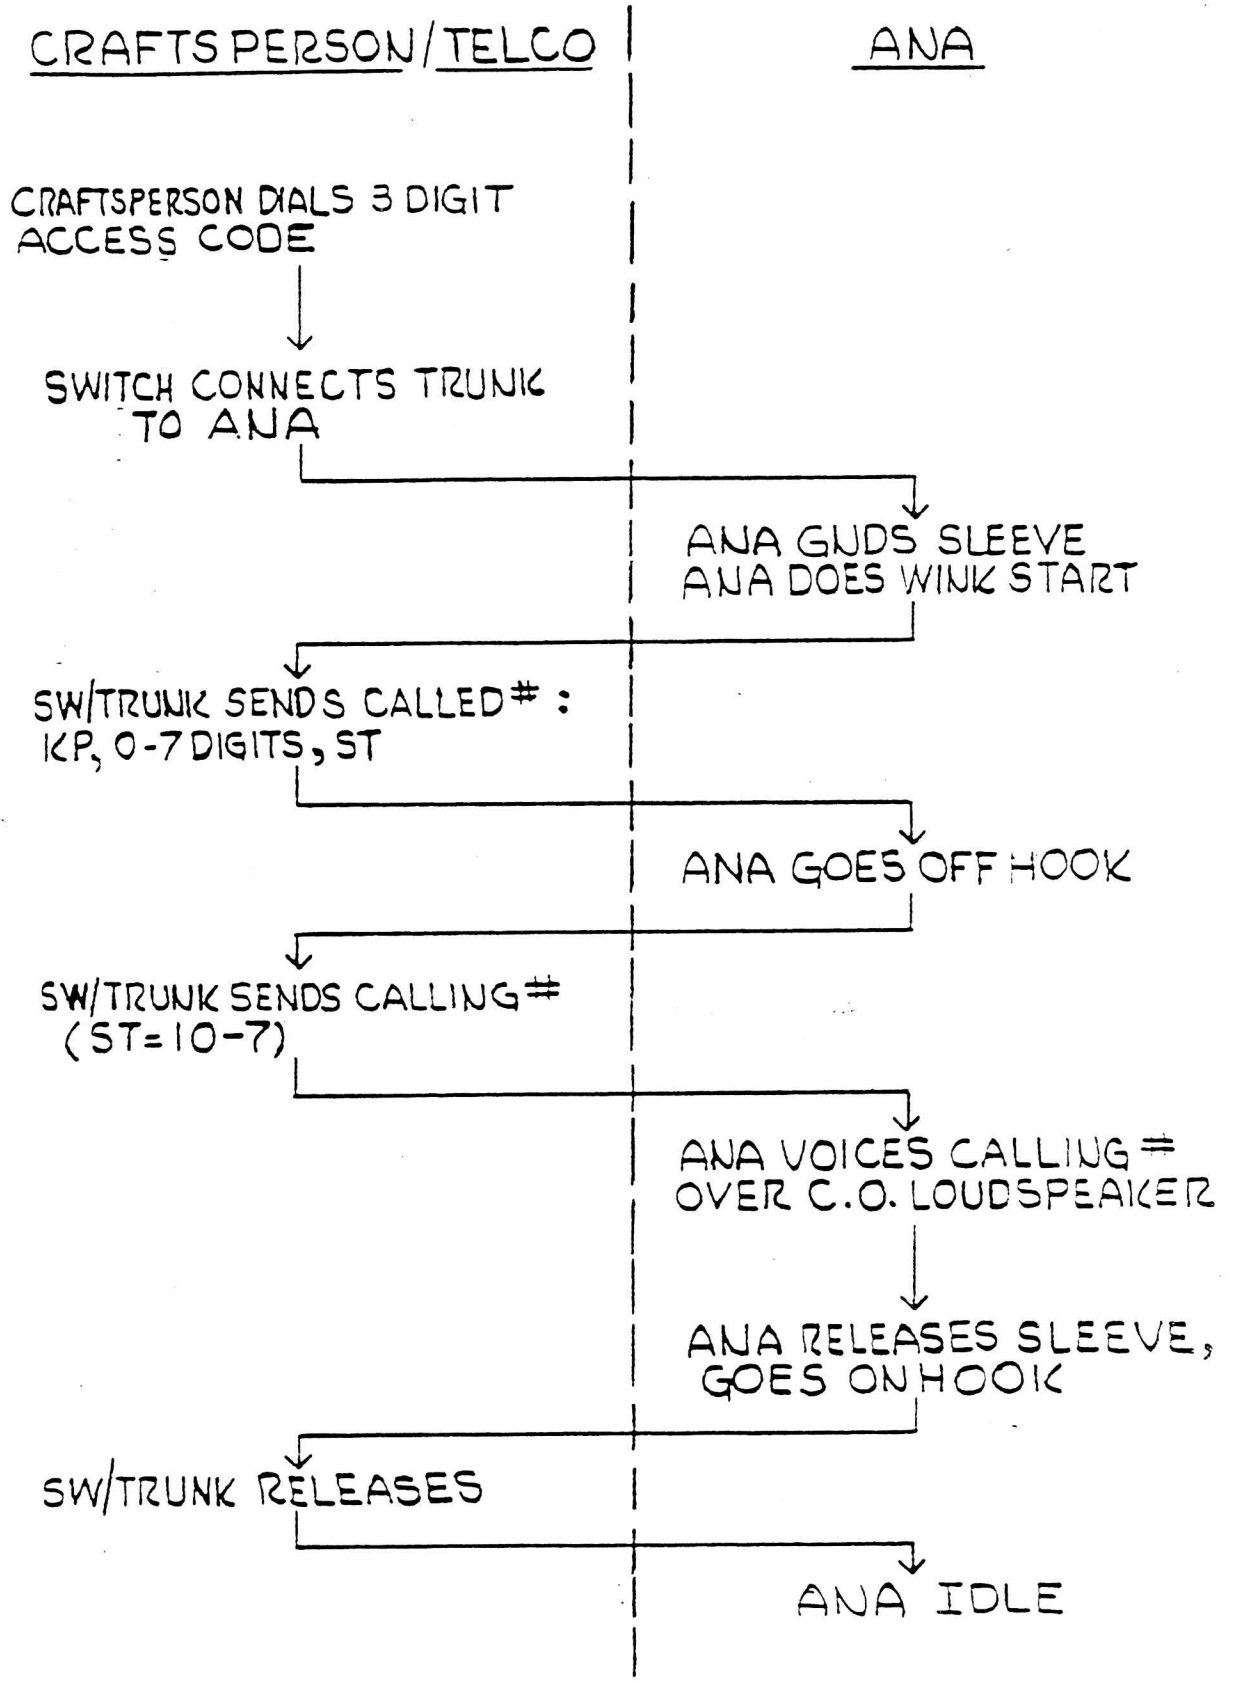 CRAFTSPERSON/TELCO
ANA
CRAFTSPERSON DIALS 3 DIGIT
ACCESS CODE
SWITCH CONNECTS TRUNK
TO ANA
ANA GNDS SLEEVE
ANA DOES WINK START
SW/TRUNK SENDS CALLED #:
KP, 0-7 DIGITS, ST
ANA GOES OFF HOOK
SW/TRUNK SENDS CALLING #
(ST=10-7)
ANA VOICES CALLING #
OVER C.O. LOUDSPEAKER
ANA RELEASES SLEEVE,
GOES ON HOOK
SW/TRUNK RELEASES
ANA IDLE